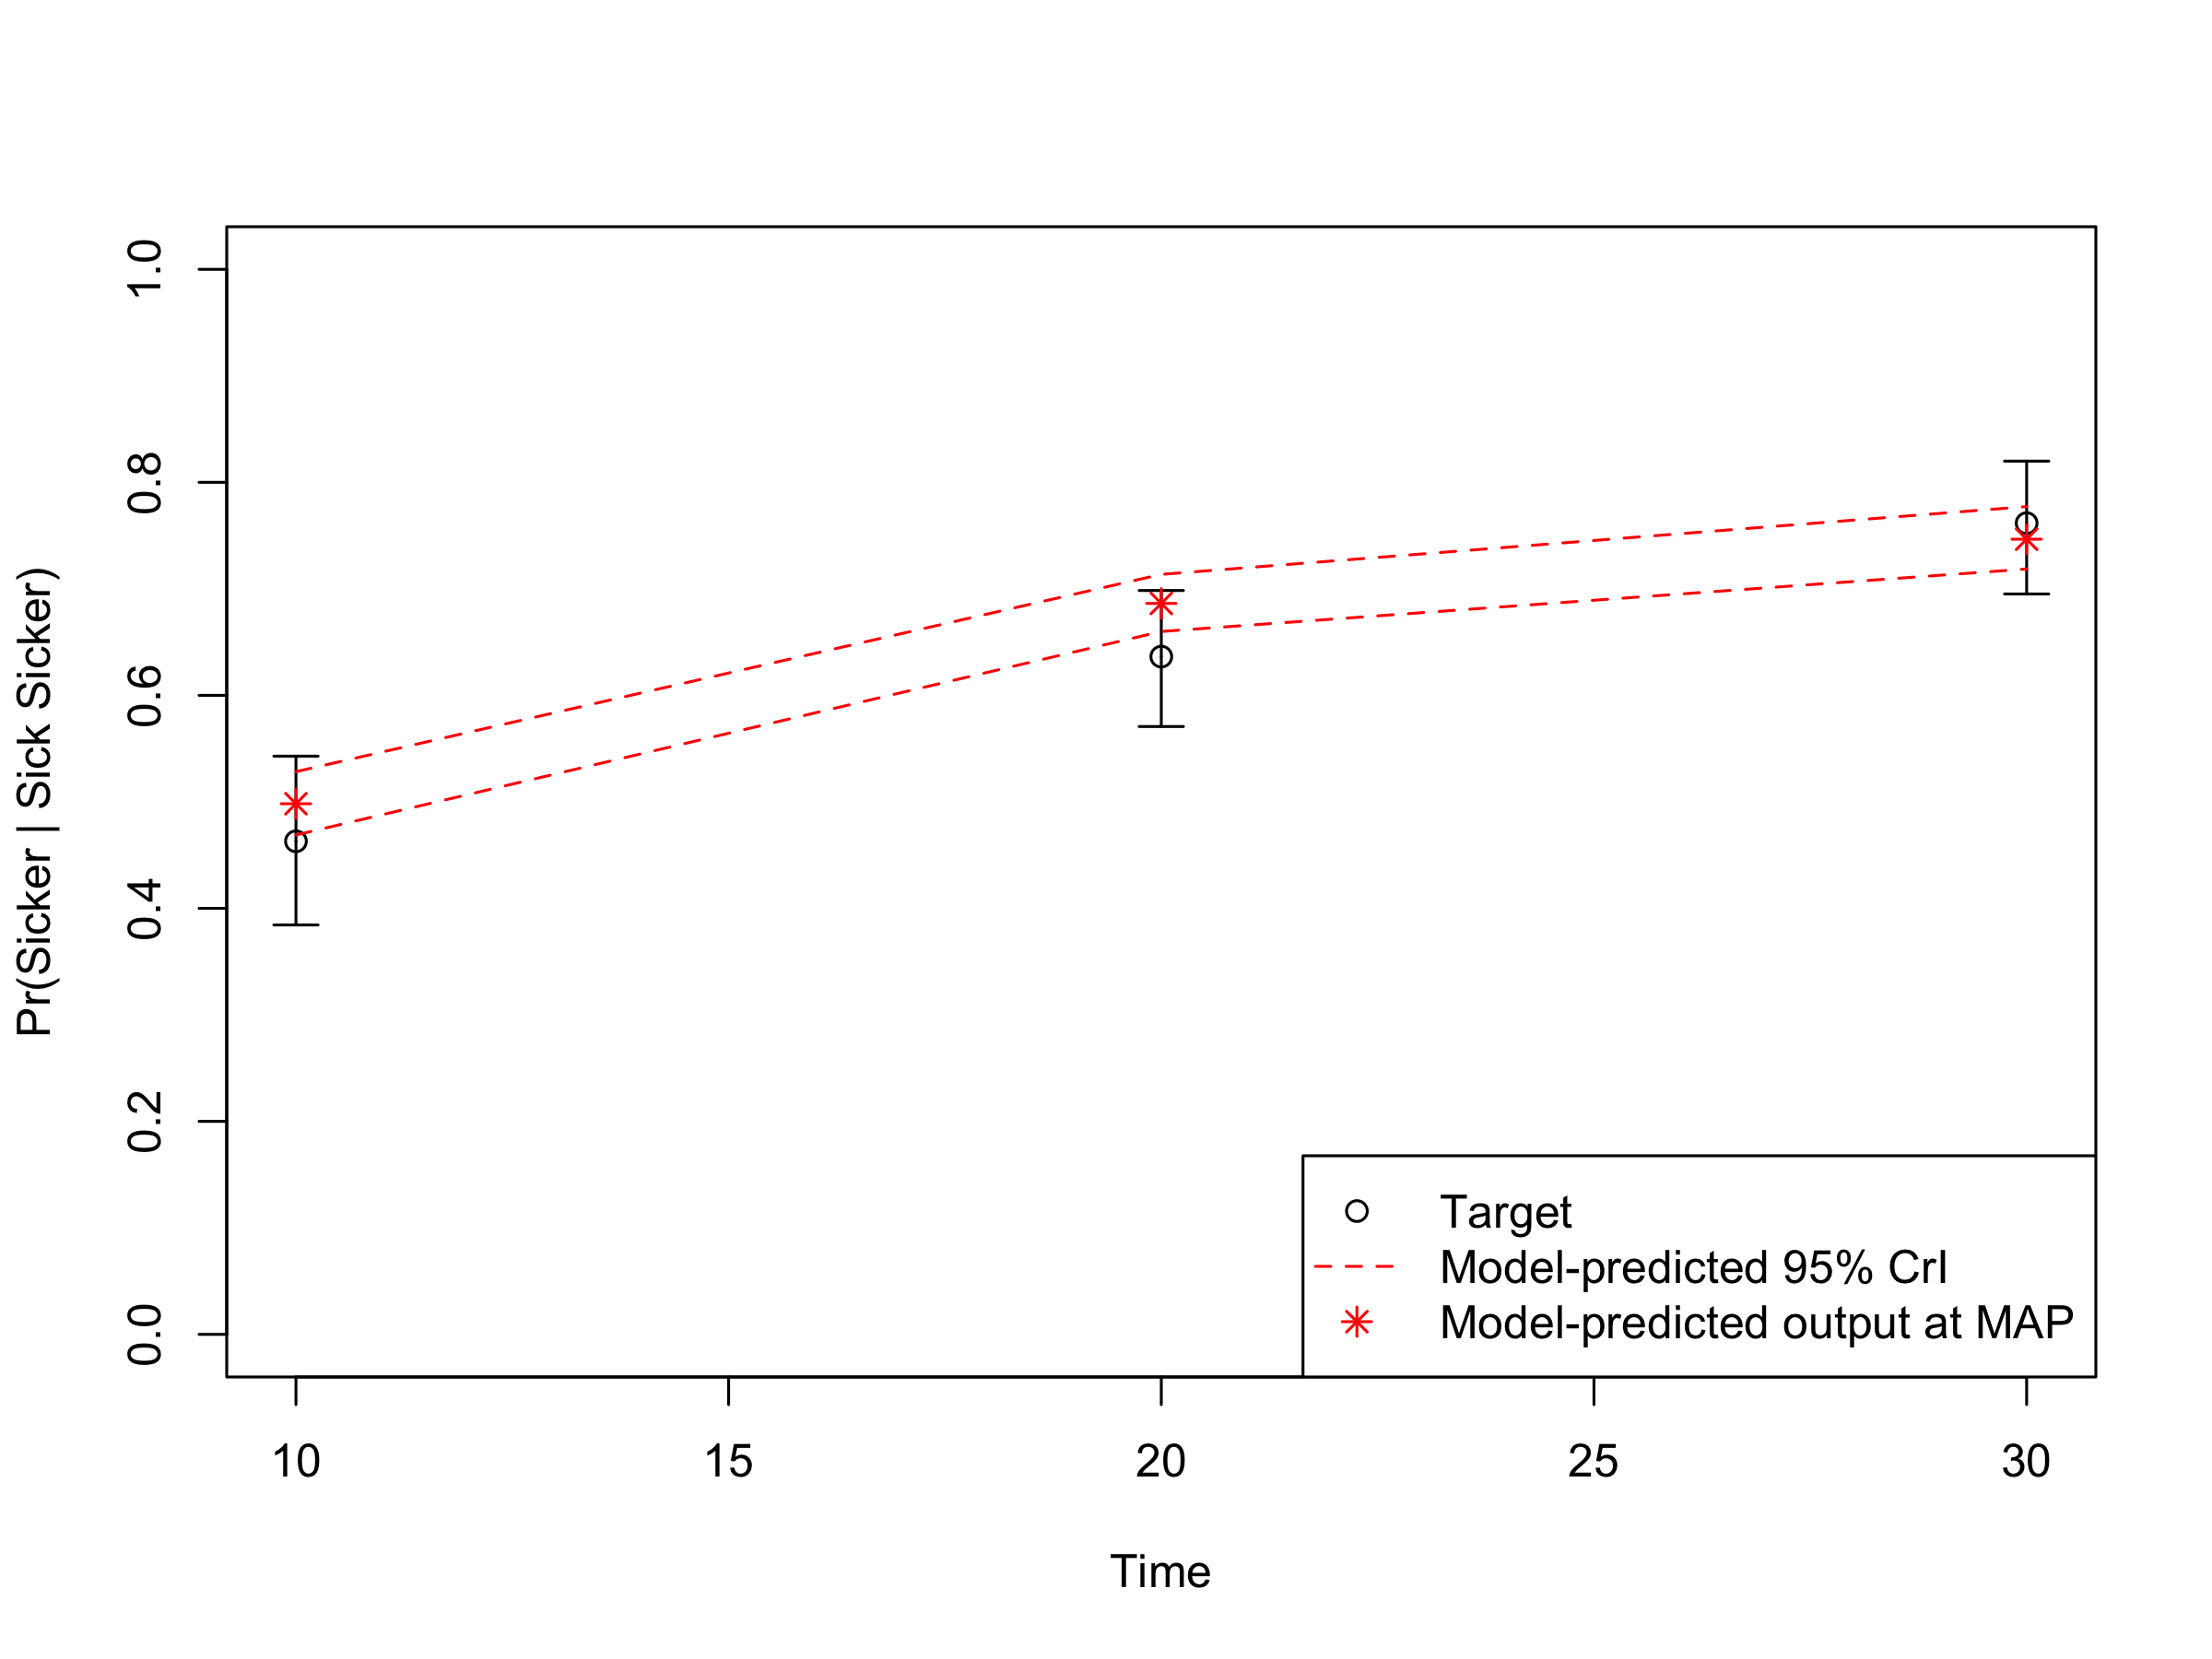 Pr(Sicker | Sick Sicker)
1.0
0.8
0.6
0.4
0.2
0.0
Target
Model-predicted 95% CrI
Model-predicted output at MAP
10 15 20 25 30
Time